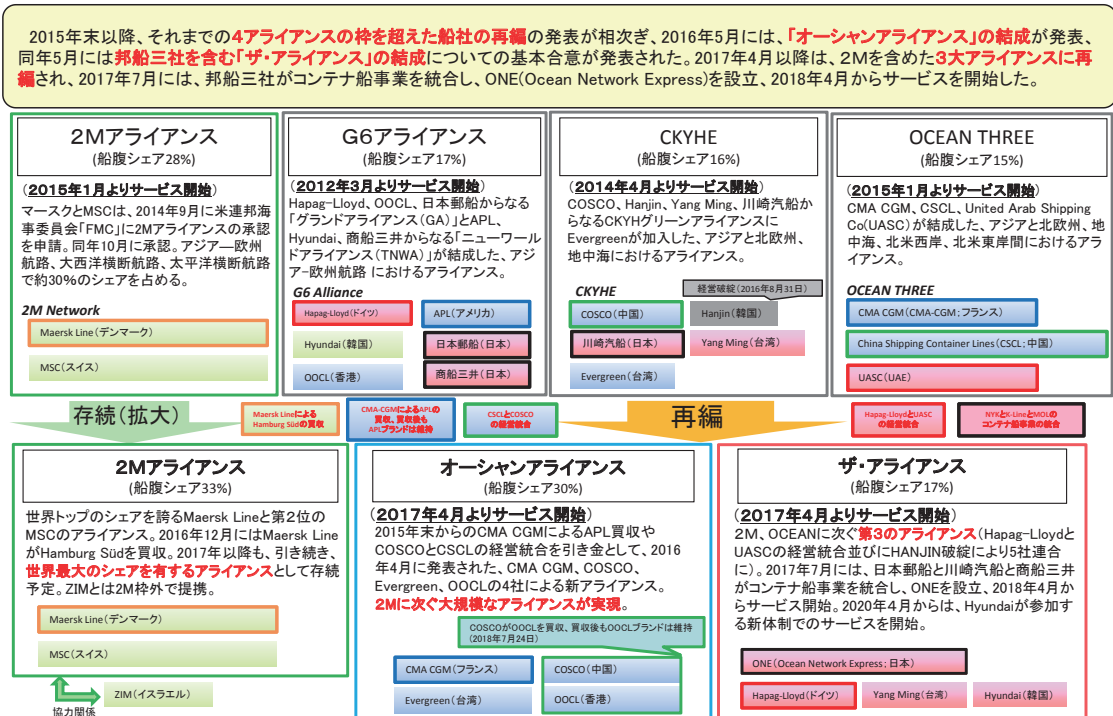 2015年末以降、それまでの4アライアンスの枠を超えた船社の再編の発表が相次ぎ、2016年5月には、「オーシャンアライアンス」の結成が発表、
同年5月には邦船三社を含む「ザ・アライアンス」の結成についての基本合意が発表された。2017年4月以降は、2Mを含めた3大アライアンスに再
編され、2017年7月には、邦船三社がコンテナ船事業を統合し、ONE(Ocean Network Express)を設立、2018年4月からサービスを開始した。
2Mアライアンス
(船腹シェア28%)
(2015年1月よりサービス開始)
マースクとMSCは、2014年9月に米連邦海
事委員会「FMC」に2Mアライアンスの承認
を申請。同年10月に承認。アジア―欧州
航路、大西洋横断航路、太平洋横断航路
で約30%のシェアを占める。
2M Network
Maersk Line(デンマーク)
MSC(スイス)
G6アライアンス
(船腹シェア17%)
(2012年3月よりサービス開始)
Hapag-Lloyd、OOCL、日本郵船からなる
「グランドアライアンス(GA)」とAPL、
Hyundai、商船三井からなる「ニューワール
ドアライアンス(TNWA)」が結成した、アジ
ア-欧州航路 におけるアライアンス。
G6 Alliance
Hapag-Lloyd(ドイツ)
APL(アメリカ)
Hyundai(韓国)
日本郵船(日本)
OOCL(香港)
商船三井(日本)
CKYHE
(船腹シェア16%)
(2014年4月よりサービス開始)
COSCO、Hanjin、Yang Ming、川崎汽船か
らなるCKYHグリーンアライアンスに
Evergreenが加入した、アジアと北欧州、
地中海におけるアライアンス。
経営破綻(2016年8月31日)
CKYHE
COSCO(中国)
Hanjin(韓国)
川崎汽船(日本)
Yang Ming(台湾)
Evergreen(台湾)
OCEAN THREE
(船腹シェア15%)
(2015年1月よりサービス開始)
CMA CGM、CSCL、United Arab Shipping
Co(UASC)が結成した、アジアと北欧州、地
中海、北米西岸、北米東岸間におけるアラ
イアンス。
OCEAN THREE
CMA CGM(CMA-CGM;フランス)
China Shipping Container Lines(CSCL;中国)
UASC(UAE)
存続(拡大)
Maersk Lineによる
Hamburg Südの買収
CMA-CGMによるAPLの
買収、買収後も
APLブランドは維持
CSCLとCOSCO
の経営統合
再編
Hapag-LloydとUASC
の経営統合
NYKとK-LineとMOLの
コンテナ船事業の統合
2Mアライアンス
(船腹シェア33%)
世界トップのシェアを誇るMaersk Lineと第2位の
MSCのアライアンス。2016年12月にはMaersk Line
がHamburg Südを買収。2017年以降も、引き続き、
世界最大のシェアを有するアライアンスとして存続
予定。ZIMとは2M枠外で提携。
Maersk Line(デンマーク)
MSC(スイス)
ZIM(イスラエル)
協力関係
オーシャンアライアンス
(船腹シェア30%)
(2017年4月よりサービス開始)
2015年末からのCMA CGMによるAPL買収や
COSCOとCSCLの経営統合を引き金として、2016
年4月に発表された、CMA CGM、COSCO、
Evergreen、OOCLの4社による新アライアンス。
2Mに次ぐ大規模なアライアンスが実現。
COSCOがOOCLを買収、買収後もOOCLブランドは維持
(2018年7月24日)
CMA CGM(フランス)
COSCO(中国)
Evergreen(台湾)
OOCL(香港)
ザ・アライアンス
(船腹シェア17%)
(2017年4月よりサービス開始)
2M、OCEANに次ぐ第3のアライアンス(Hapag-Lloydと
UASCの経営統合並びにHANJIN破綻により5社連合
に)。2017年7月には、日本郵船と川崎汽船と商船三井
がコンテナ船事業を統合し、ONEを設立、2018年4月か
らサービス開始。2020年4月からは、Hyundaiが参加す
る新体制でのサービスを開始。
ONE(Ocean Network Express;日本)
Hapag-Lloyd(ドイツ)
Yang Ming(台湾)
Hyundai(韓国)